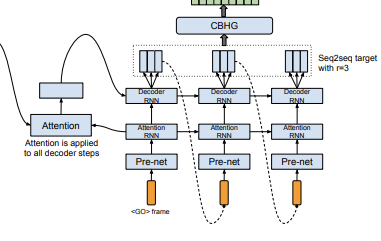 CBHG
Seq2seq target
with r=3
Decoder
RNN
Decoder
RNN
Decoder
RNN
Attention
Attention is applied
to all decoder steps
Attention
RNN
Attention
RNN
Attention
RNN
Pre-net
Pre-net
Pre-net
<GO> frame